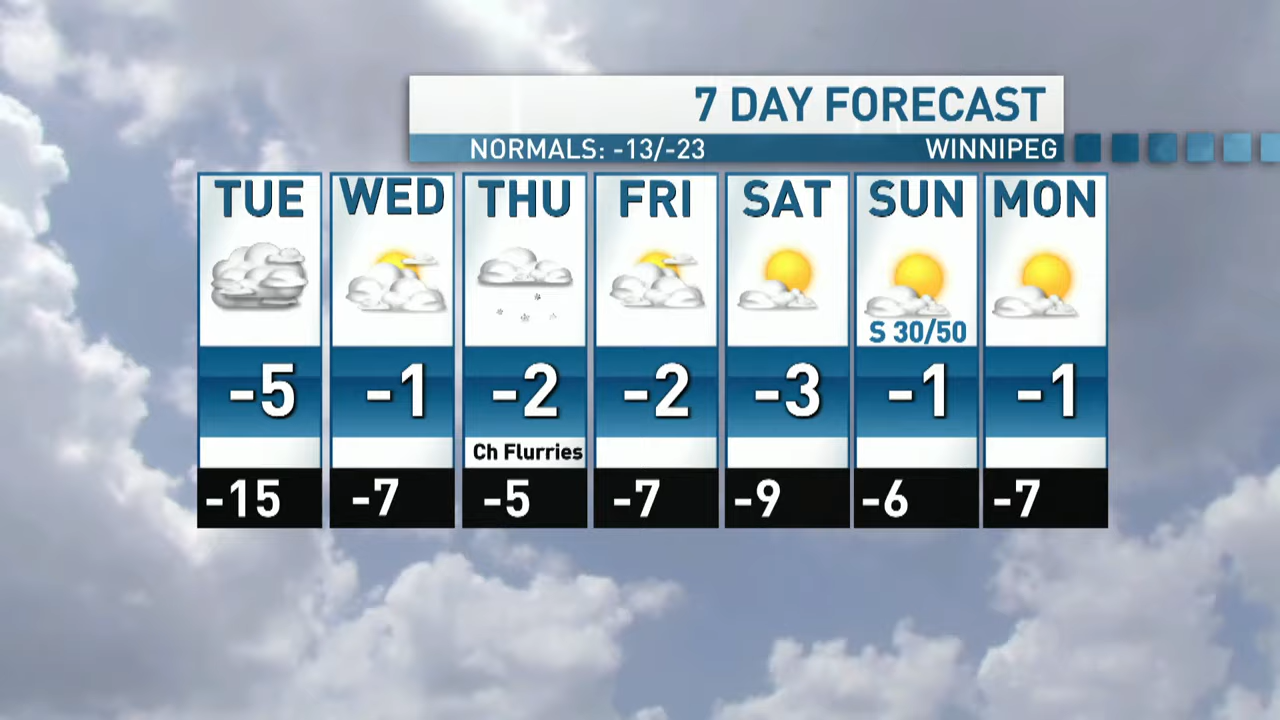 7 DAY FORECAST
NORMALS: -13/-23 WINNIPEG
TUE WED THU FRI SAT SUN MON
S 30/50
-5 -1 -2 -2 -3 -1 -1
Ch Flurries
-15 -7 -5 -7 -9 -6 -7